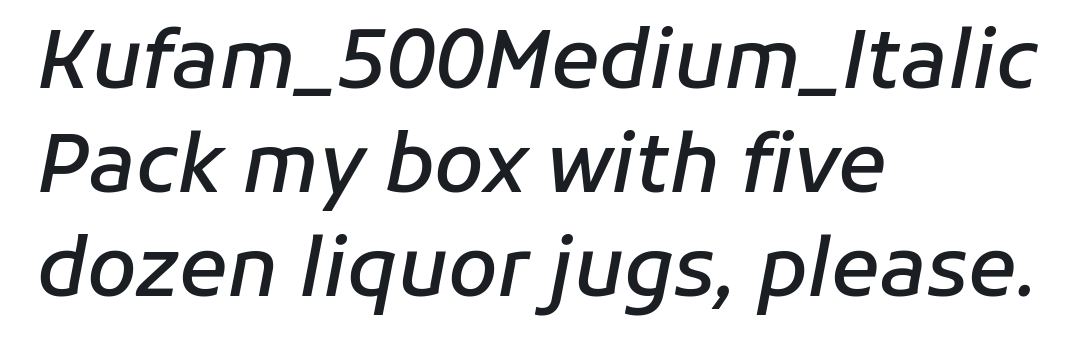 Kufam_500Medium_Italic
Pack my box with five
dozen liquor jugs, please.